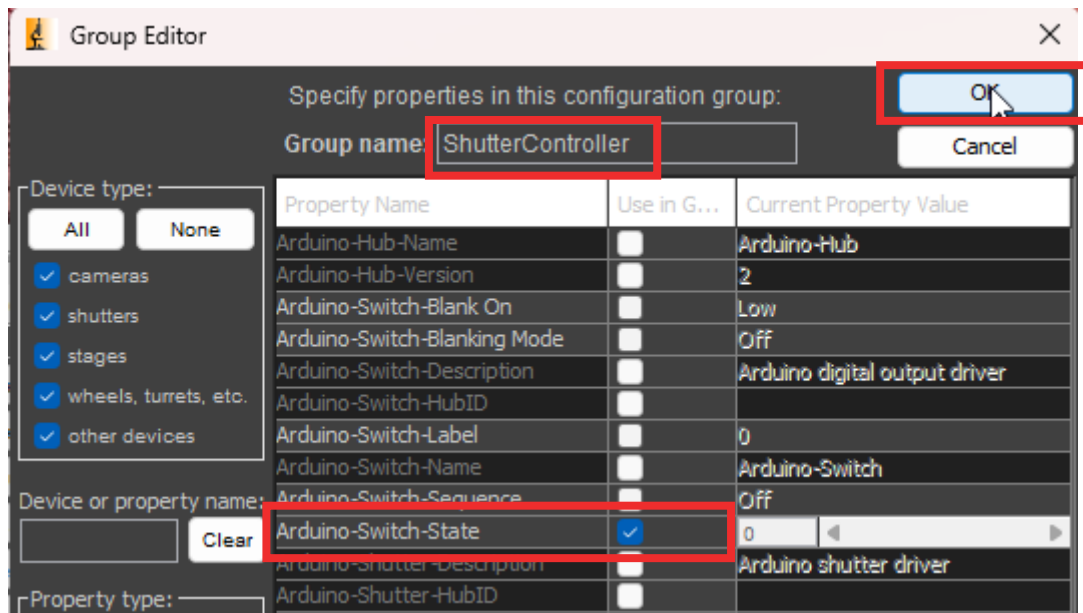 Group Editor
Specify properties in this configuration group:
OK
Group name: ShutterController
Cancel
Device type:
All None
cameras
shutters
stages
wheels, turrets, etc.
other devices
Device or property name:
Clear
Property type:
Property Name Use in G... Current Property Value
Arduino-Hub-Name Arduino-Hub
Arduino-Hub-Version 2
Arduino-Switch-Blank On Low
Arduino-Switch-Blanking Mode Off
Arduino-Switch-Description Arduino digital output driver
Arduino-Switch-HubID
Arduino-Switch-Label 0
Arduino-Switch-Name Arduino-Switch
Arduino-Switch-Sequence Off
Arduino-Switch-State 0
Arduino-Shutter-Description Arduino shutter driver
Arduino-Shutter-HubID